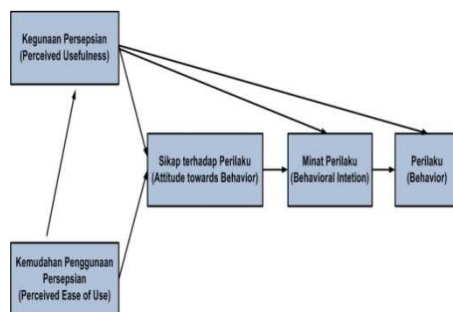 Kegunaan Persepsian
(Perceived Usefulness)
Sikap terhadap Perilaku
(Attitude towards Behavior)
Minat Perilaku
(Behavioral Intetion)
Perilaku
(Behavior)
Kemudahan Penggunaan
Persepsian
(Perceived Ease of Use)